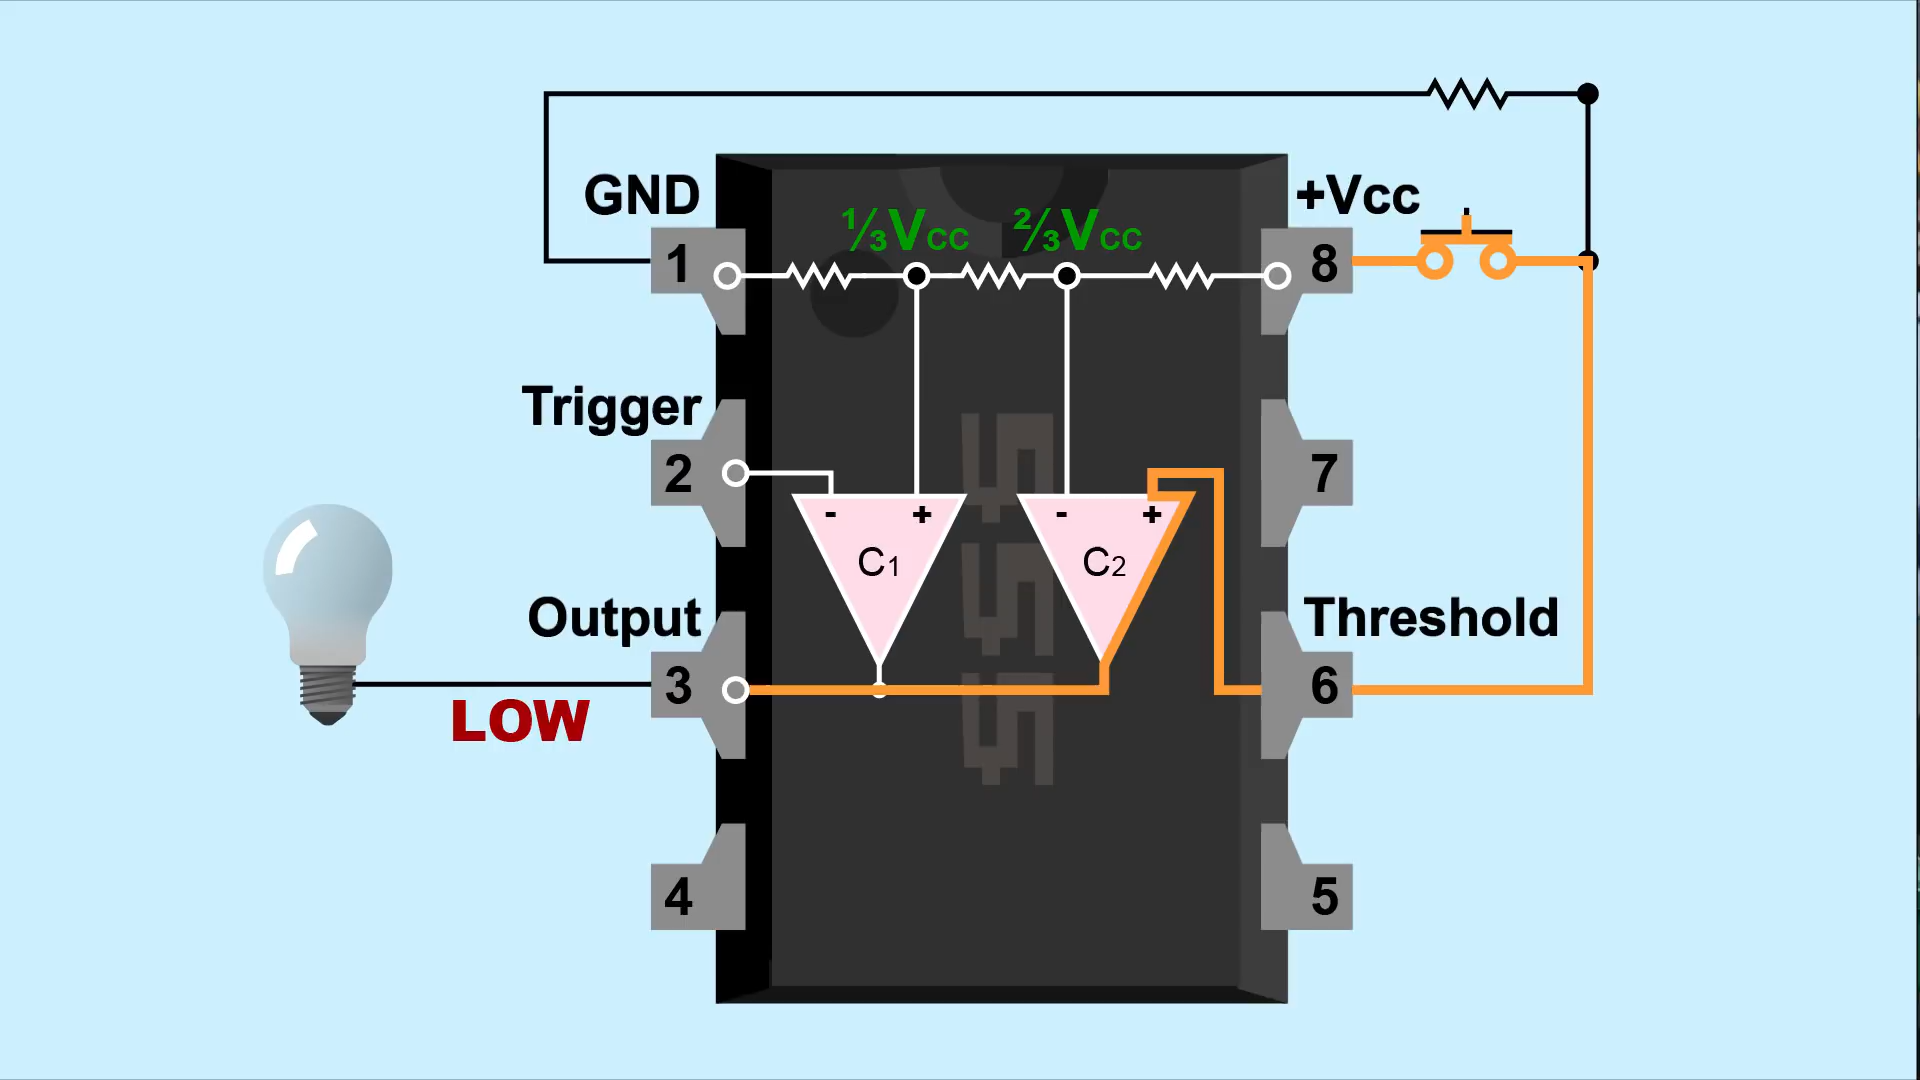 GND
+Vcc
⅓Vcc
⅔Vcc
1
8
Trigger
2
7
-
+
-
+
C1
C2
555
Output
Threshold
3
6
LOW
4
5